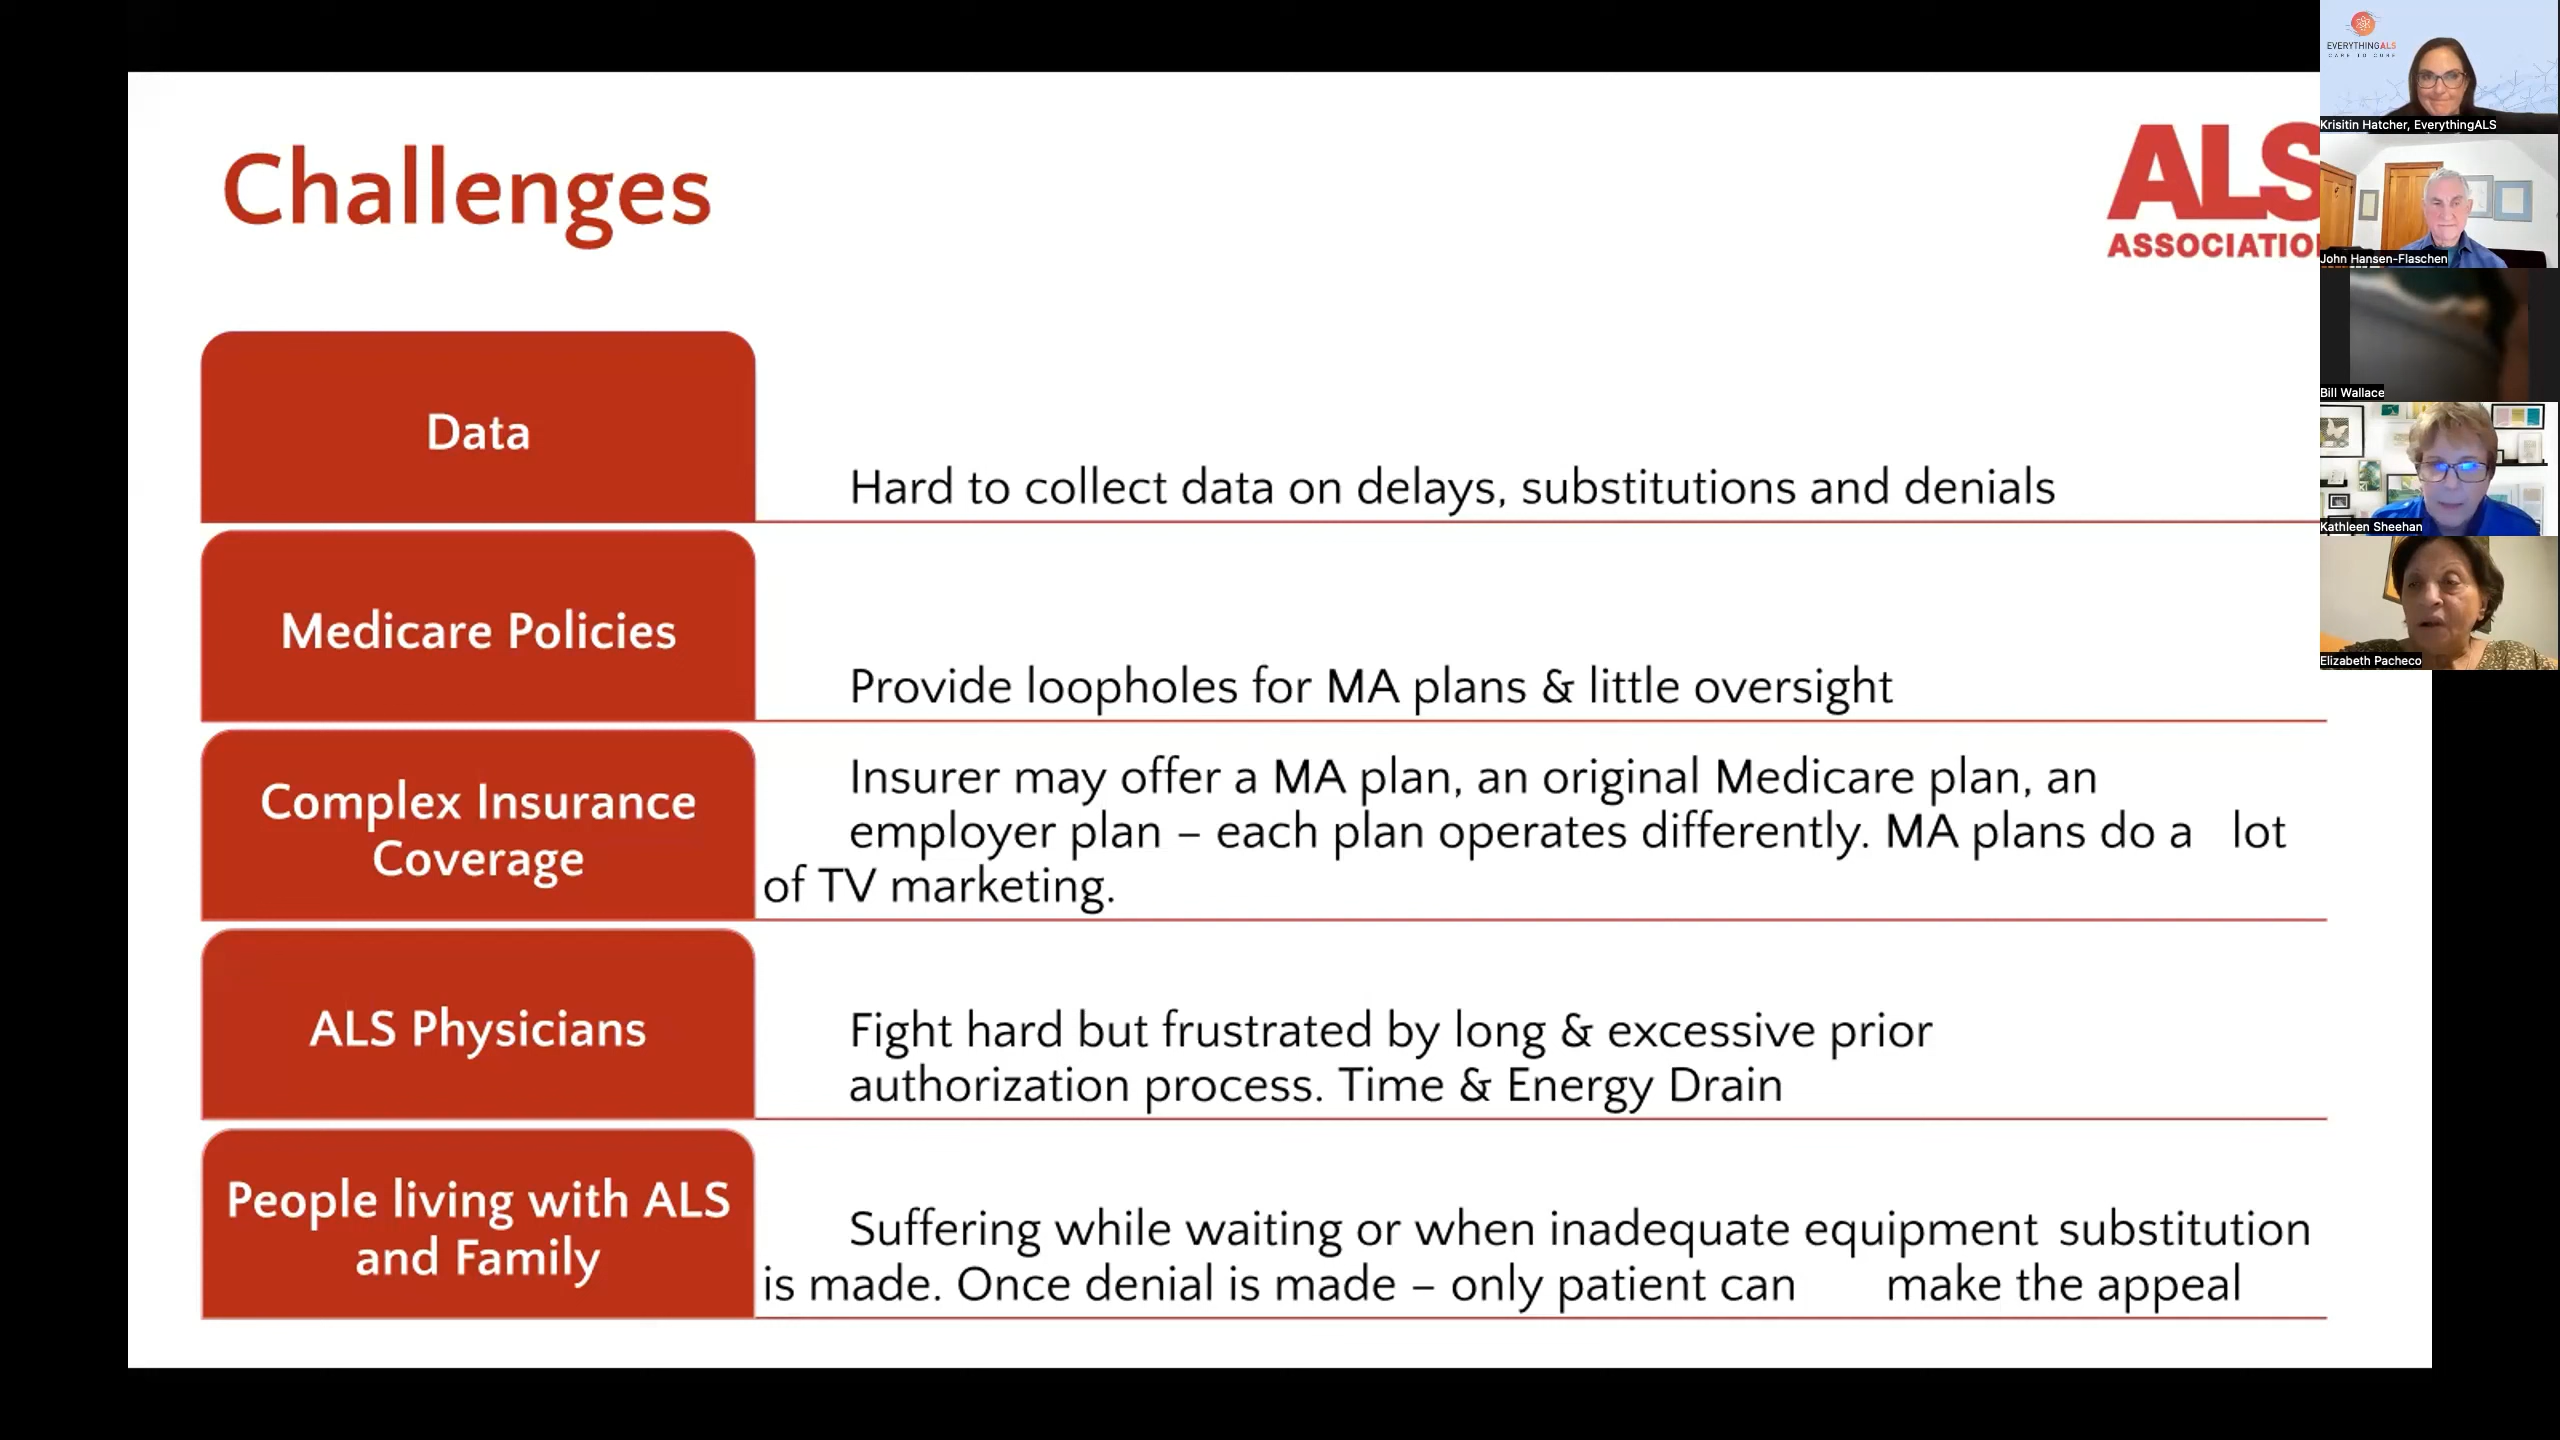 Challenges
ALS
ASSOCIATIO
Data
Hard to collect data on delays, substitutions and denials
Medicare Policies
Provide loopholes for MA plans & little oversight
Complex Insurance
Coverage
Insurer may offer a MA plan, an original Medicare plan, an
employer plan – each plan operates differently. MA plans do a lot
of TV marketing.
ALS Physicians
Fight hard but frustrated by long & excessive prior
authorization process. Time & Energy Drain
People living with ALS
and Family
Suffering while waiting or when inadequate equipment substitution
is made. Once denial is made – only patient can make the appeal
EVERYTHINGALS
CARE TO CURE
Krisitin Hatcher, EverythingALS
John Hansen-Flaschen
Bill Wallace
Kathleen Sheehan
Elizabeth Pacheco